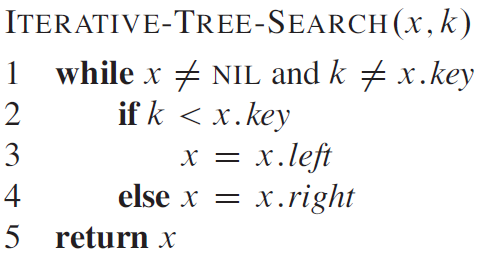 ITERATIVE-TREE-SEARCH(x, k)
1 while x ≠ NIL and k ≠ x.key
2 if k < x.key
3 x = x.left
4 else x = x.right
5 return x